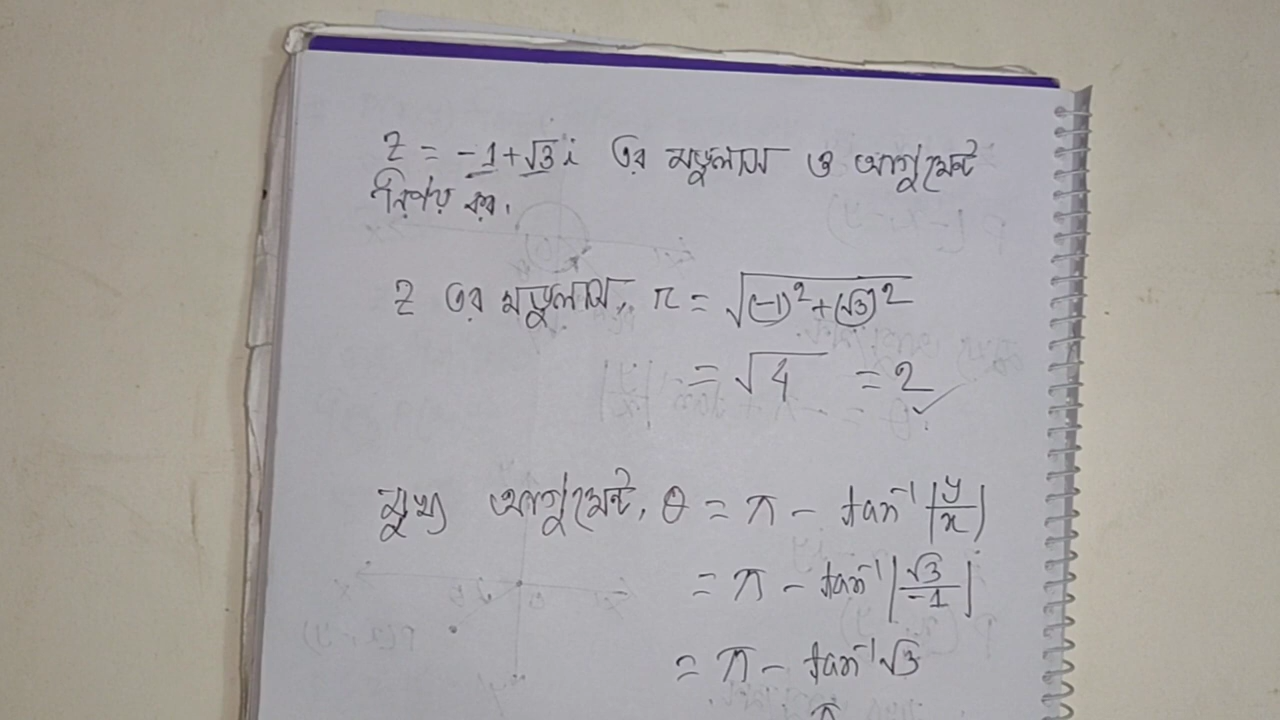 z = -1+√3 i এর মডুলাস ও আর্গুমেন্ট
নির্ণয় কর।
z এর মডুলাস, r = √(-1)² + (√3)²
= √4 = 2
মুখ্য আর্গুমেন্ট, θ = π - tan⁻¹ |y/x|
= π - tan⁻¹ |√3/-1|
= π - tan⁻¹ √3
π